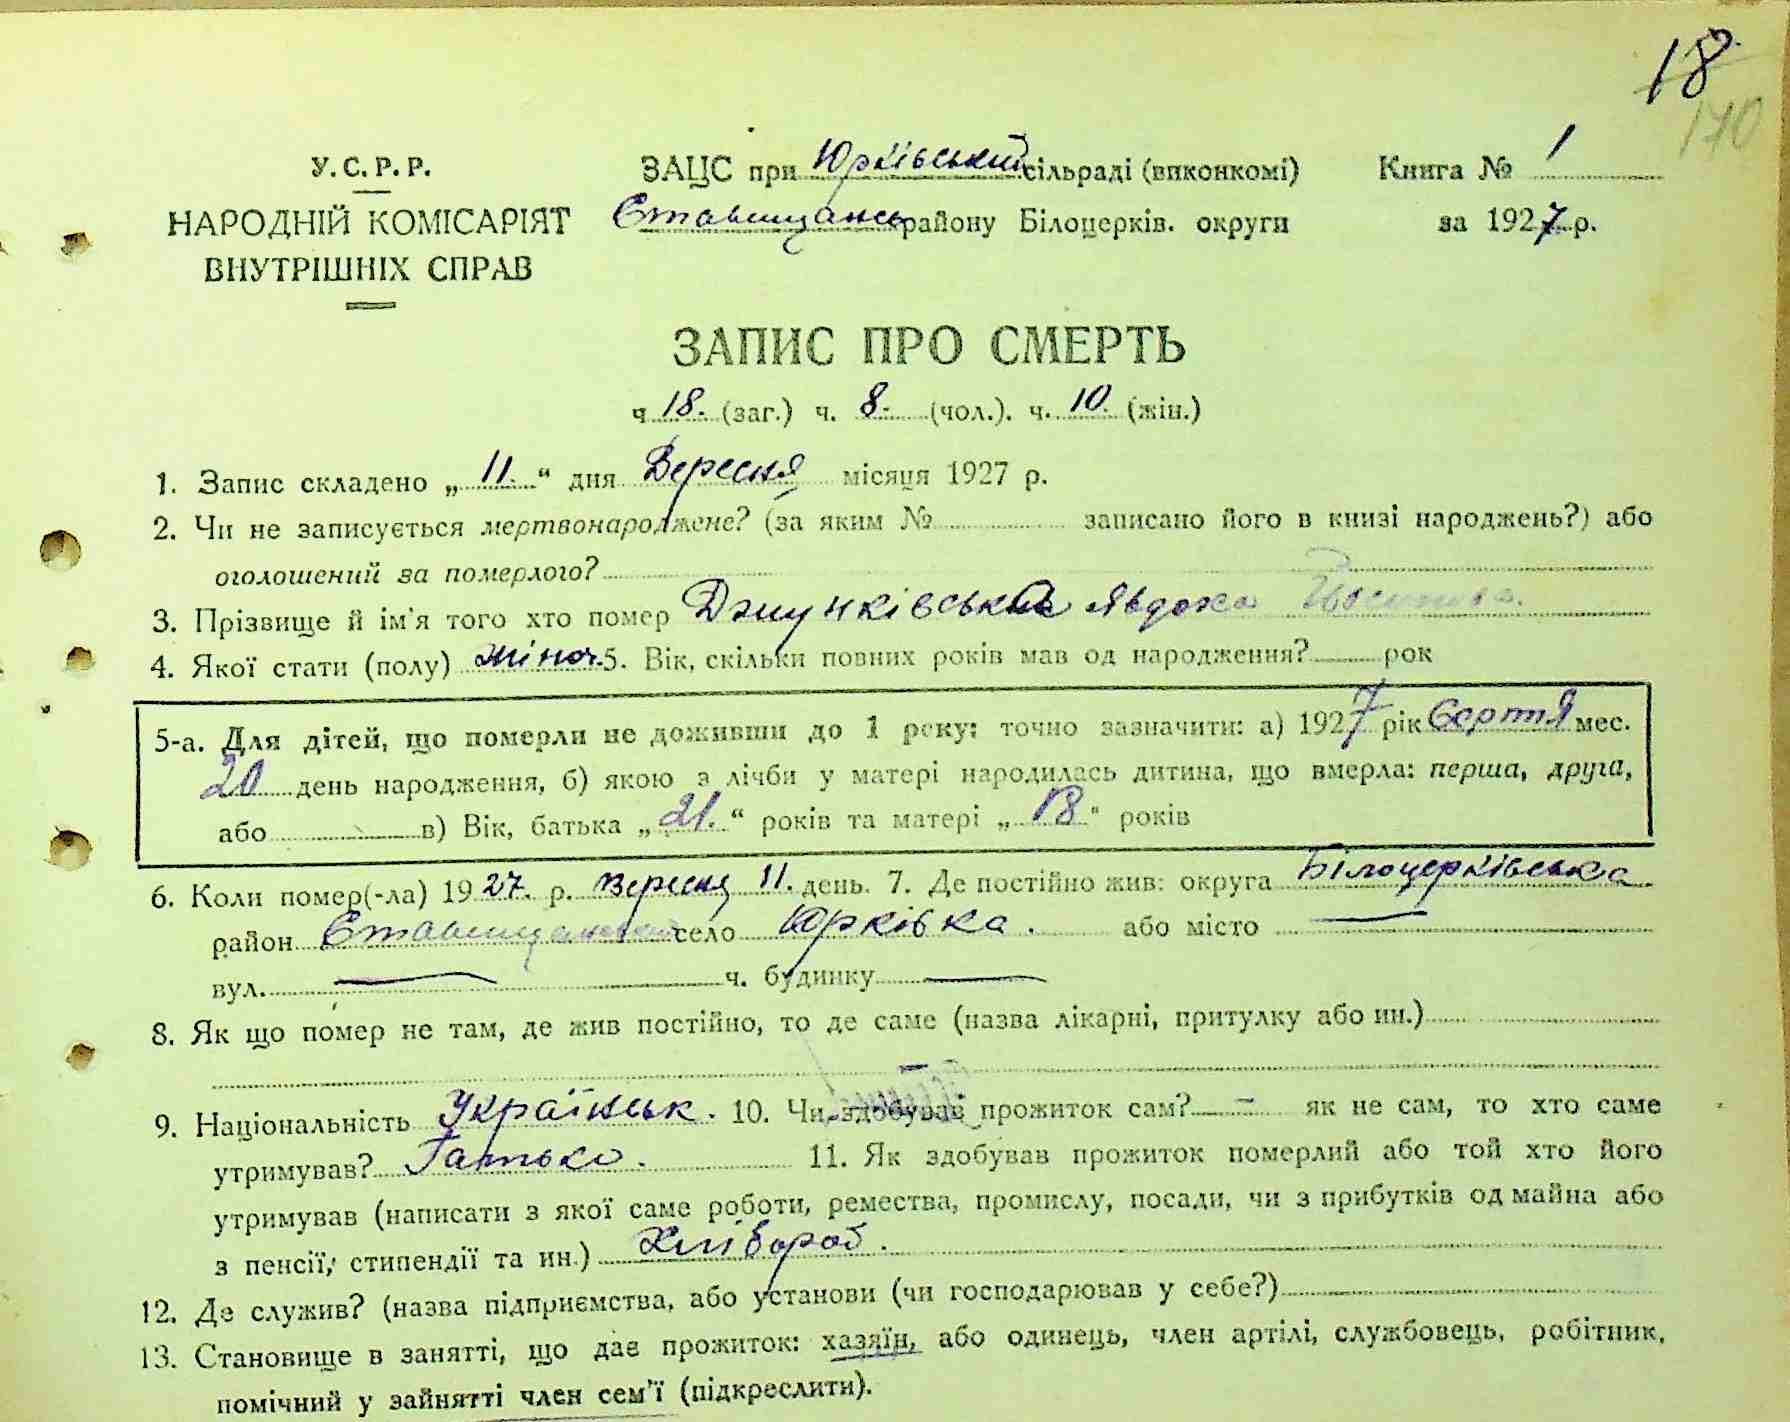 18
170
У.С.Р.Р.
НАРОДНІЙ КОМІСАРІЯТ
ВНУТРІШНІХ СПРАВ
ЗАЦС при Юрківській сільраді (виконкомі)
Ставищанськ району Білоцерків. округи
Книга № 1
за 1927 р.
ЗАПИС ПРО СМЕРТЬ
ч 18. (заг.) ч. 8. (чол.). ч. 10. (жін.)
1. Запис складено „ 11. “ дня Вересня місяця 1927 р.
2. Чи не записується мертвонароджене? (за яким № записано його в книзі народжень?) або
оголошений за померлого?
3. Прізвище й ім'я того хто помер Джунківська Явдоха
4. Якої стати (полу) жіноч. 5. Вік, скільки повних років мав од народження? рок
5-а. Для дітей, що померли не доживши до 1 року: точно зазначити: а) 1927 рік Серпня мес.
20 день народження, б) якою з лічби у матері народилась дитина, що вмерла: перша, друга,
або в) Вік, батька „ 21. “ років та матері „ 18 “ років
6. Коли помер(-ла) 1927. р. Вересня 11. день. 7. Де постійно жив: округа Білоцерківська
район Ставищанський село Юрківка. або місто —
вул. — ч. будинку —
8. Як що помер не там, де жив постійно, то де саме (назва лікарні, притулку або ин.)
–
9. Національність Українськ. 10. Чи здобував прожиток сам? – як не сам, то хто саме
утримував? Батько. 11. Як здобував прожиток померлий або той хто його
утримував (написати з якої саме роботи, ремества, промислу, посади, чи з прибутків од майна або
з пенсії, стипендії та ин.) Хлібороб.
12. Де служив? (назва підприємства, або установи (чи господарював у себе?)
13. Становище в занятті, що дає прожиток: хазяїн, або одинець, член артілі, службовець, робітник,
помічний у зайнятті член сем'ї (підкреслити).